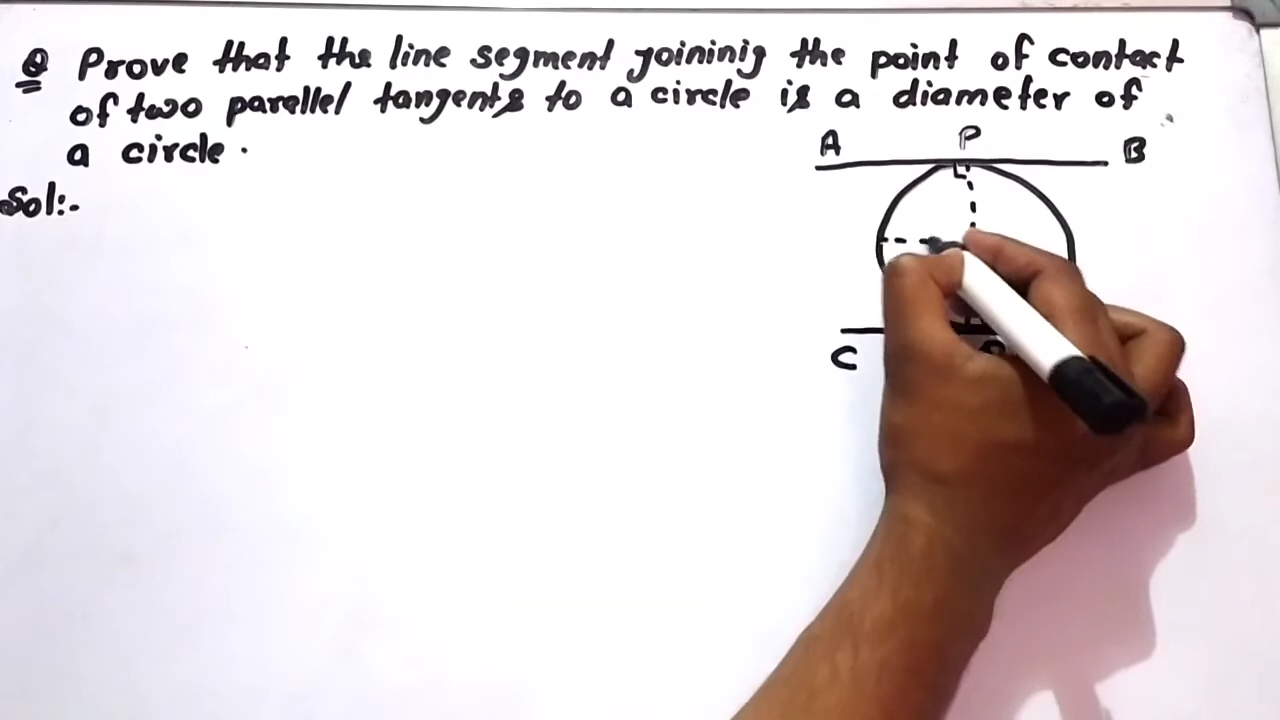 Q Prove that the line segment joininig the point of contact
of two parellel tangents to a circle is a diameter of
a circle.
Sol:-
A P B
C